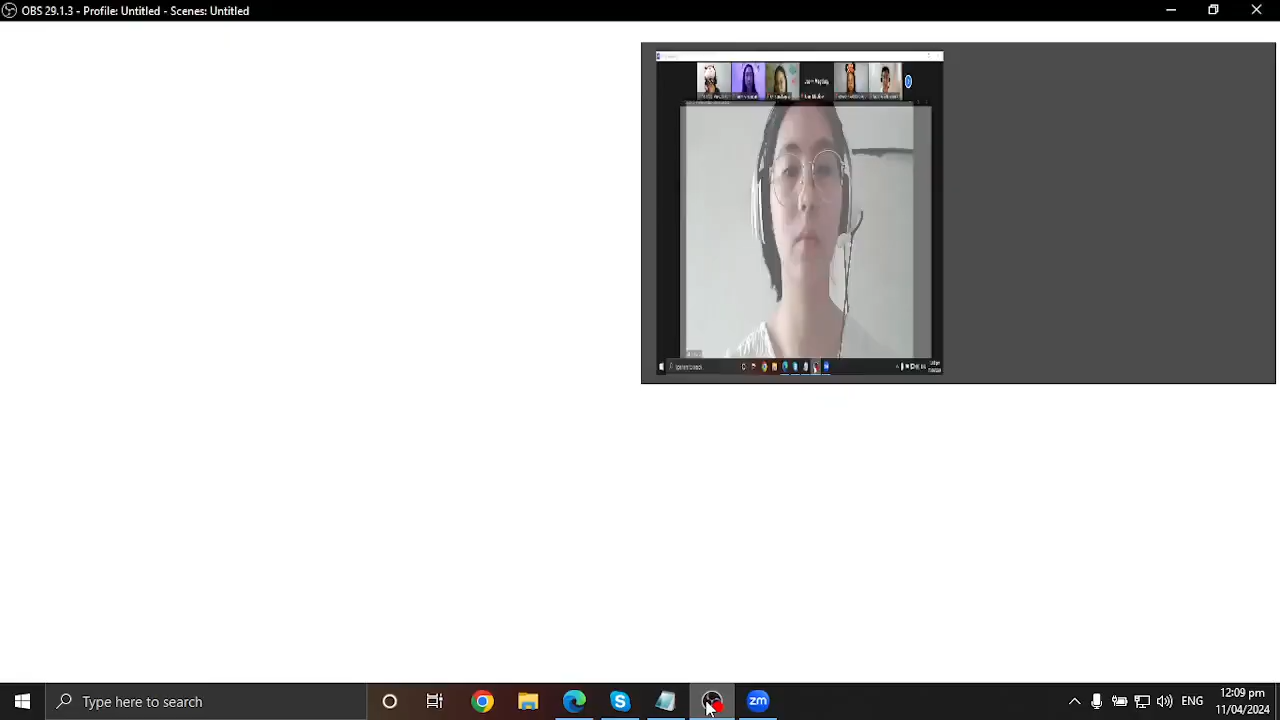 OBS 29.1.3 - Profile: Untitled - Scenes: Untitled
Type here to search
zm
ENG
12:09 pm
11/04/2024